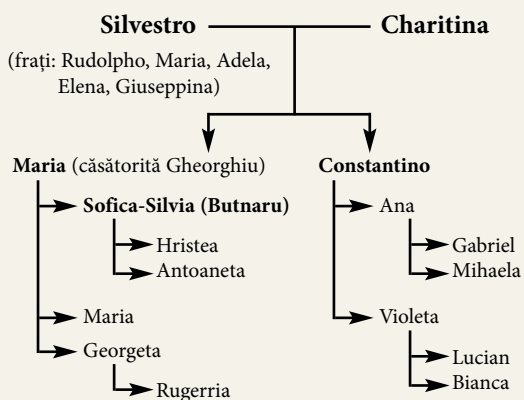 Silvestro
Charitina
(frați: Rudolpho, Maria, Adela,
Elena, Giuseppina)
Maria (căsătorită Gheorghiu)
Sofica-Silvia (Butnaru)
Hristea
Antoaneta
Maria
Georgeta
Rugerria
Constantino
Ana
Gabriel
Mihaela
Violeta
Lucian
Bianca